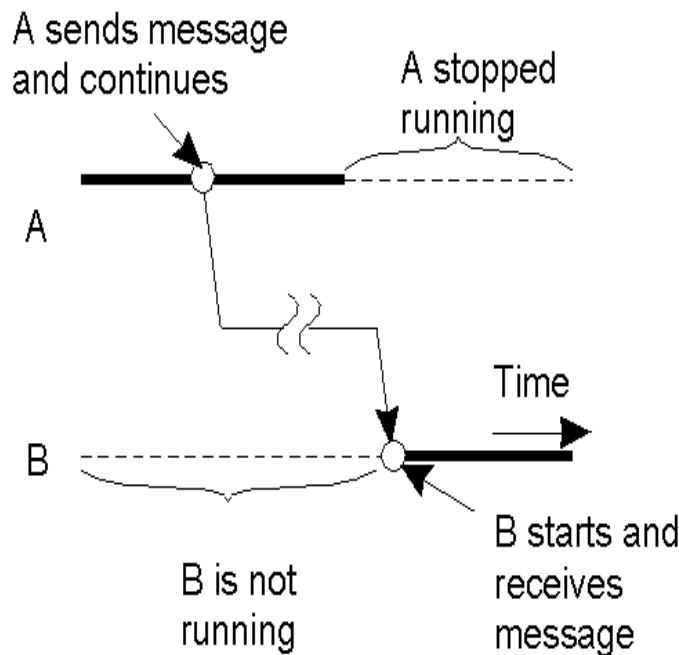 A sends message
and continues
A stopped
running
A
Time
B
B starts and
receives
message
B is not
running